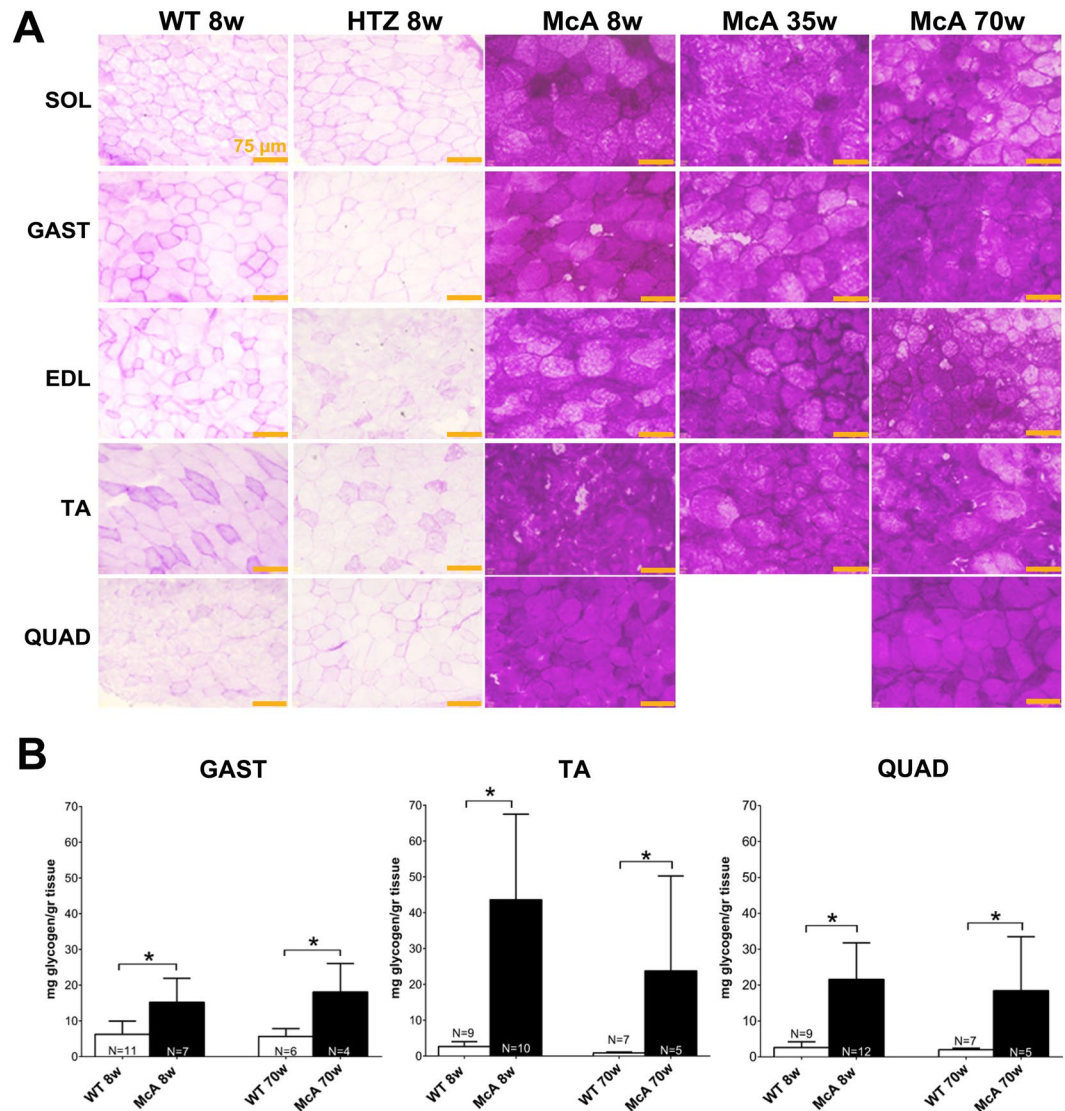 A
WT 8w HTZ 8w McA 8w McA 35w McA 70w
SOL
75 µm
GAST
EDL
TA
QUAD
B
GAST TA QUAD
mg glycogen/gr tissue
70
60
50
40
30
20
10
0
*
*
N=11
N=7
N=6
N=4
WT 8w
McA 8w
WT 70w
McA 70w
mg glycogen/gr tissue
70
60
50
40
30
20
10
0
*
*
N=9
N=10
N=7
N=5
WT 8w
McA 8w
WT 70w
McA 70w
mg glycogen/gr tissue
70
60
50
40
30
20
10
0
*
*
N=9
N=12
N=7
N=5
WT 8w
McA 8w
WT 70w
McA 70w